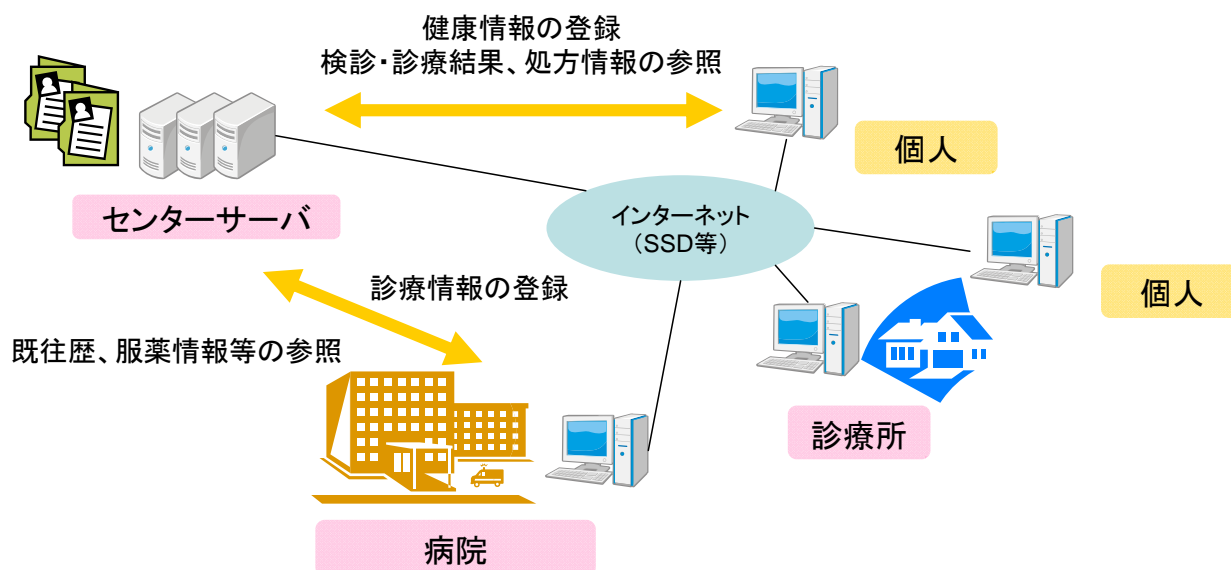 健康情報の登録
検診・診療結果、処方情報の参照
個人
センターサーバ
インターネット
（SSD等）
個人
診療情報の登録
既往歴、服薬情報等の参照
診療所
病院